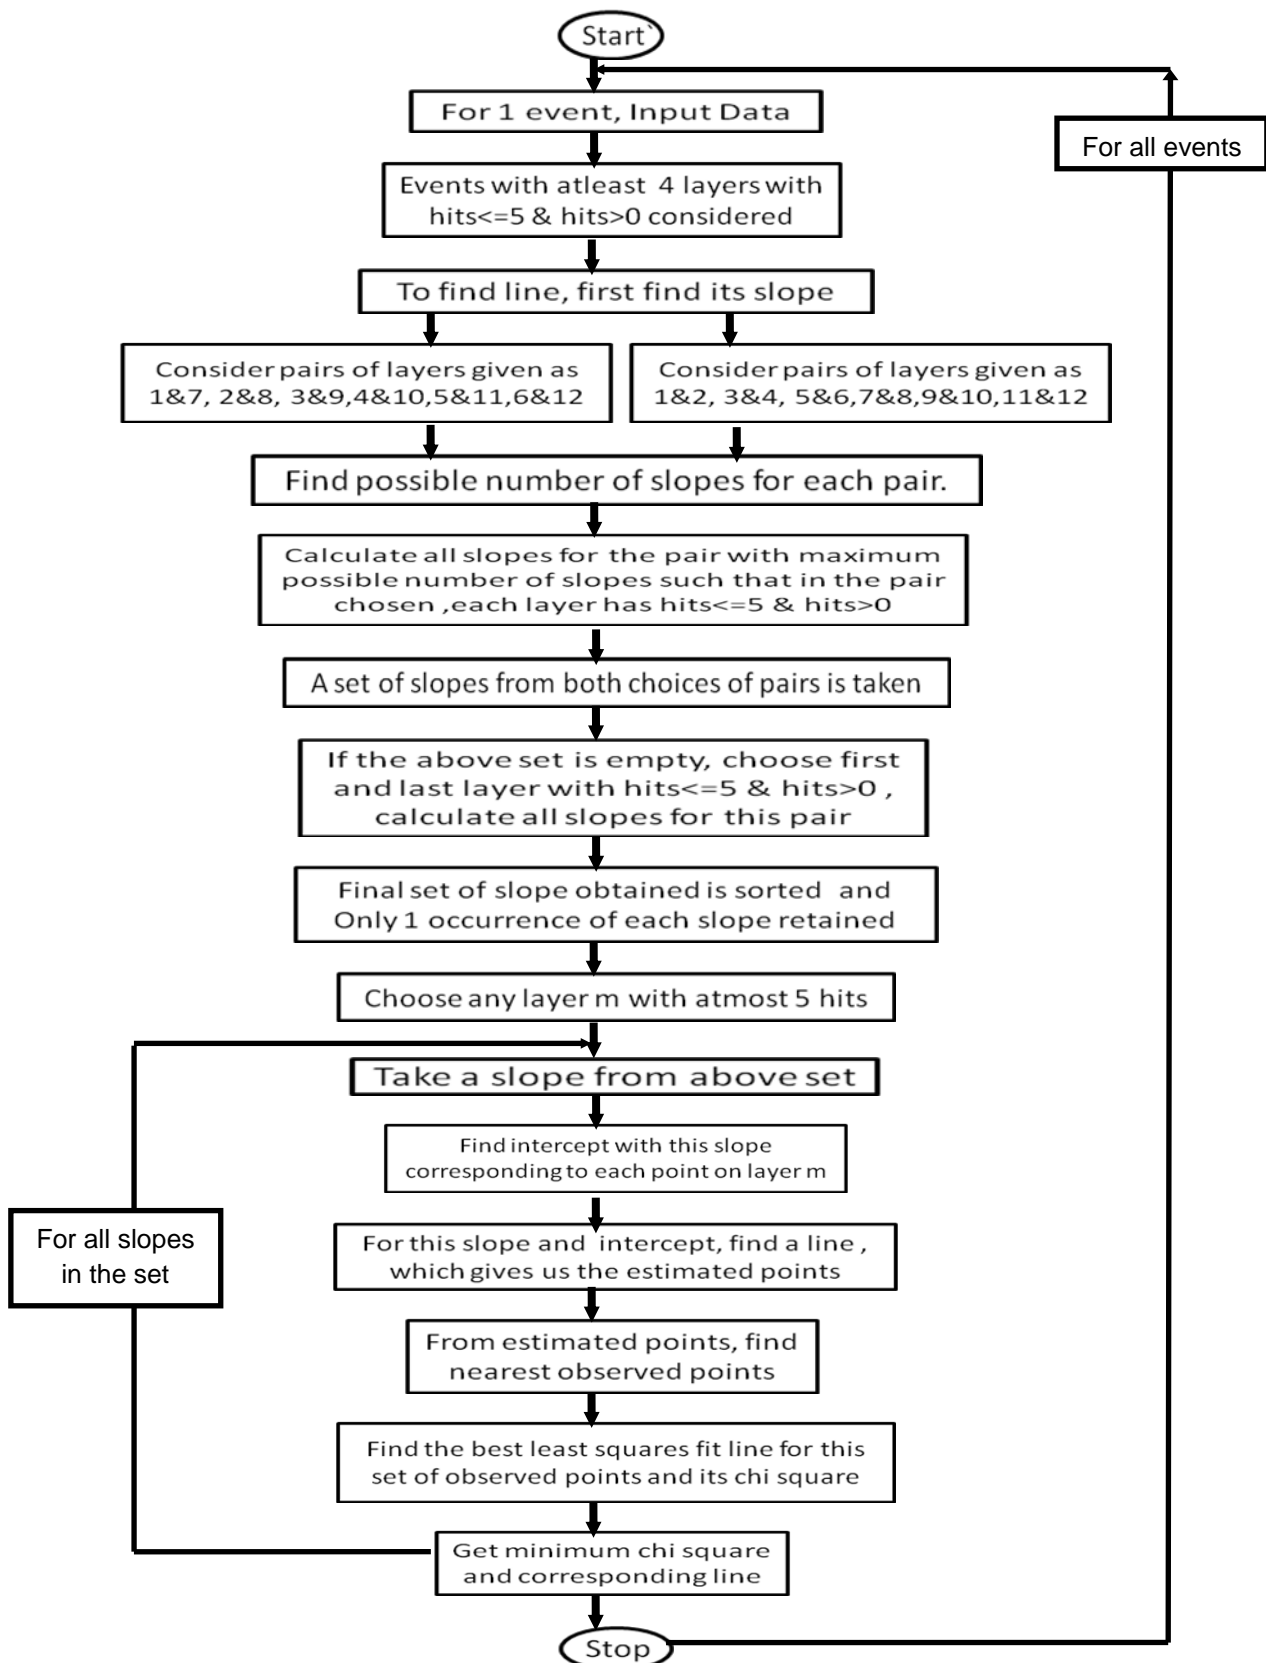 Start`
For 1 event, Input Data
For all events
Events with atleast 4 layers with
hits<=5 & hits>0 considered
To find line, first find its slope
Consider pairs of layers given as
1&7, 2&8, 3&9,4&10,5&11,6&12
Consider pairs of layers given as
1&2, 3&4, 5&6,7&8,9&10,11&12
Find possible number of slopes for each pair.
Calculate all slopes for the pair with maximum
possible number of slopes such that in the pair
chosen ,each layer has hits<=5 & hits>0
A set of slopes from both choices of pairs is taken
If the above set is empty, choose first
and last layer with hits<=5 & hits>0 ,
calculate all slopes for this pair
Final set of slope obtained is sorted and
Only 1 occurrence of each slope retained
Choose any layer m with atmost 5 hits
Take a slope from above set
Find intercept with this slope
corresponding to each point on layer m
For all slopes
in the set
For this slope and intercept, find a line ,
which gives us the estimated points
From estimated points, find
nearest observed points
Find the best least squares fit line for this
set of observed points and its chi square
Get minimum chi square
and corresponding line
Stop